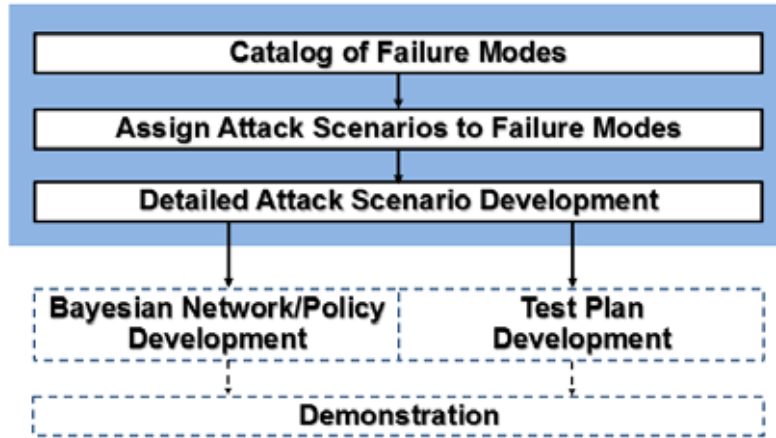 Catalog of Failure Modes
Assign Attack Scenarios to Failure Modes
Detailed Attack Scenario Development
Bayesian Network/Policy
Development
Test Plan
Development
Demonstration